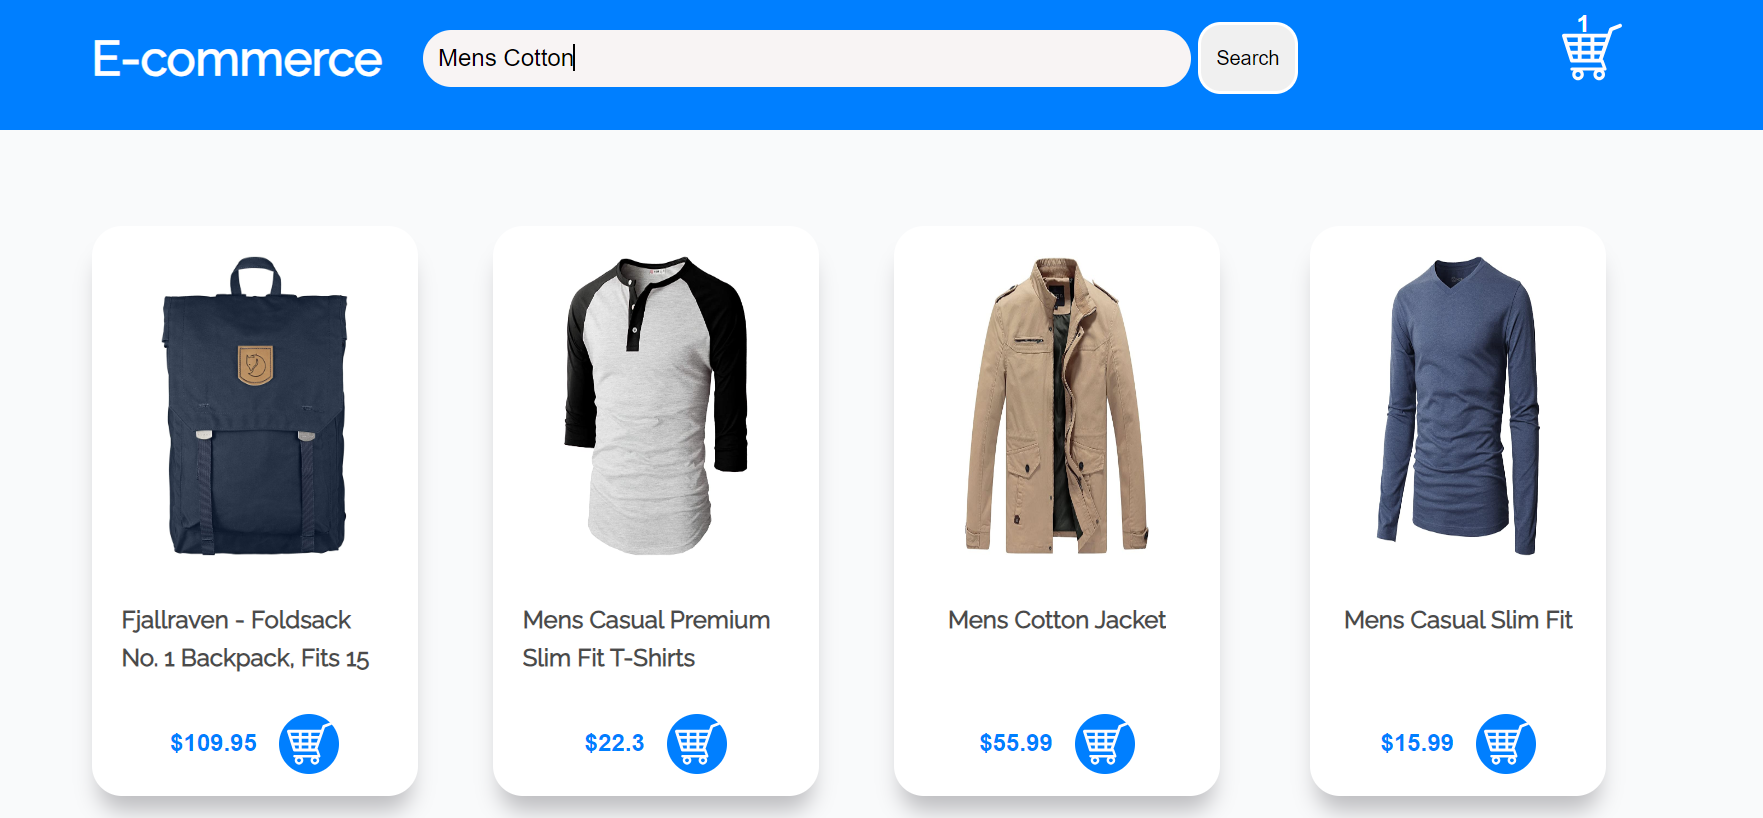 E-commerce
Mens Cotton
Search
1
Fjallraven - Foldsack
No. 1 Backpack, Fits 15
$109.95
Mens Casual Premium
Slim Fit T-Shirts
$22.3
Mens Cotton Jacket
$55.99
Mens Casual Slim Fit
$15.99